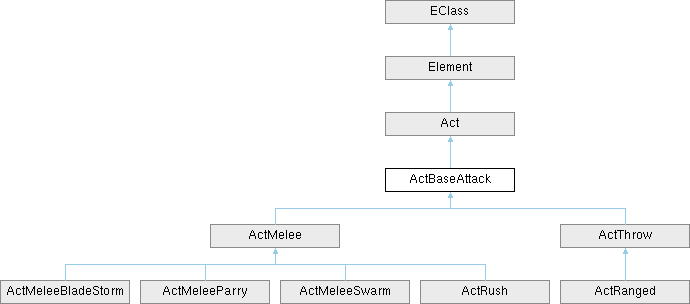 EClass
Element
Act
ActBaseAttack
ActMelee
ActThrow
ActMeleeBladeStorm
ActMeleeParry
ActMeleeSwarm
ActRush
ActRanged